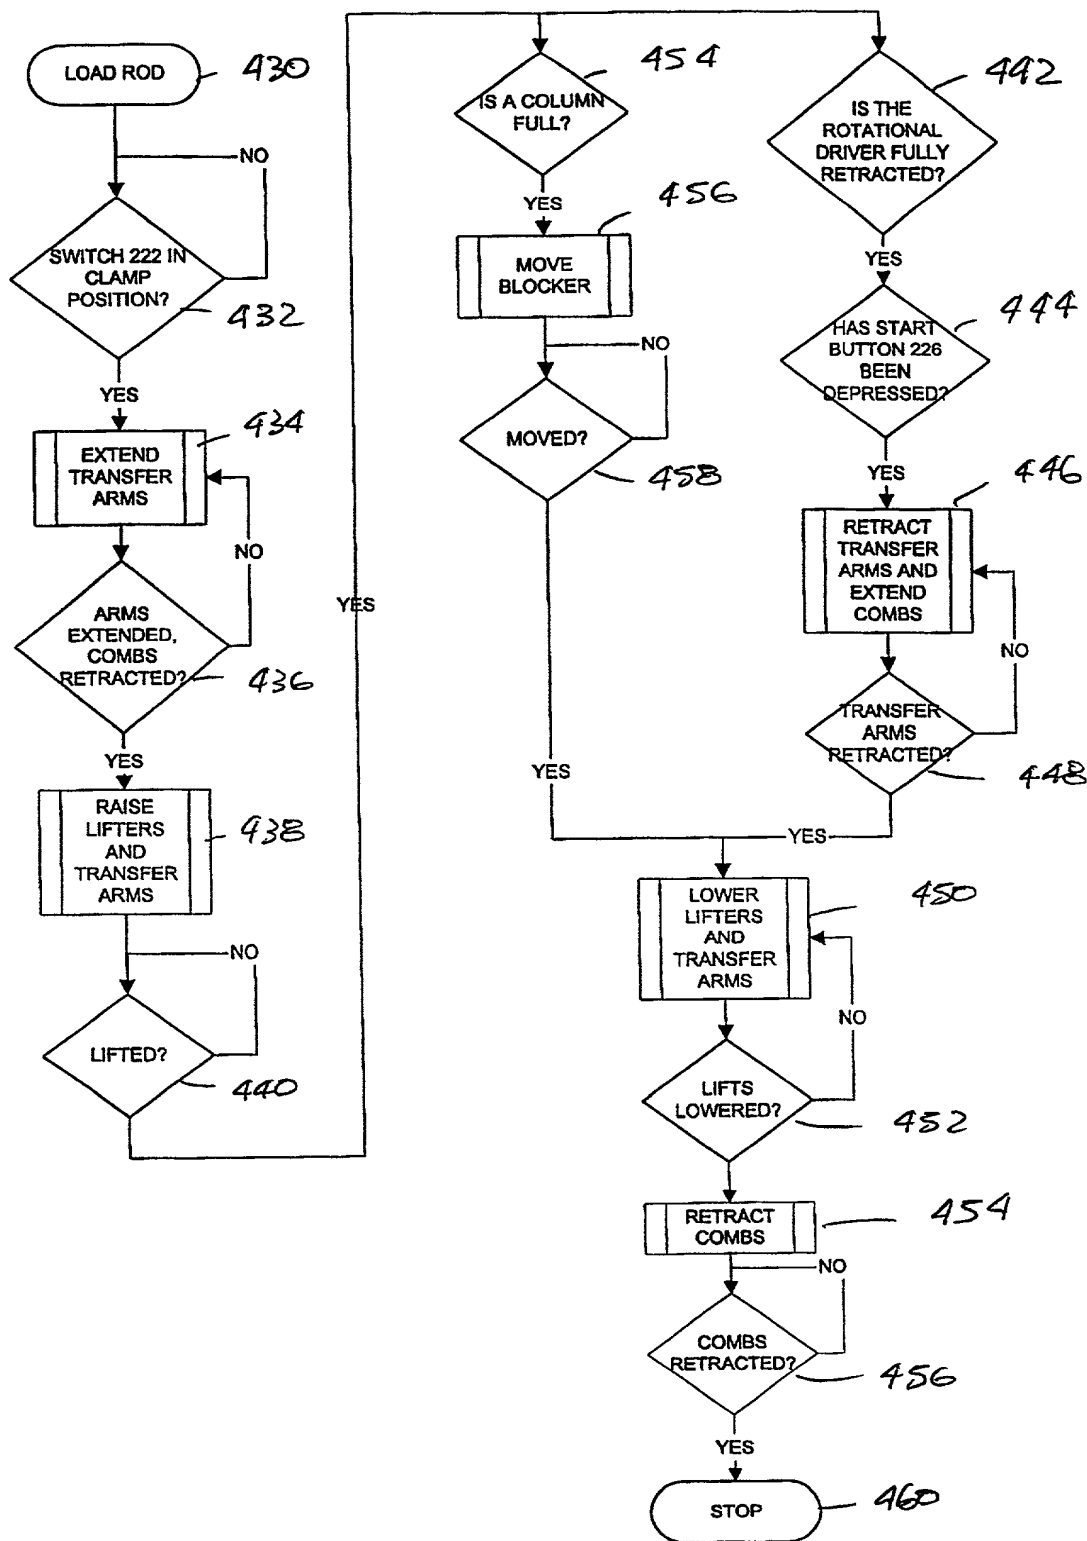 LOAD ROD
430
NO
SWITCH 222 IN
CLAMP
POSITION?
432
YES
EXTEND
TRANSFER
ARMS
434
NO
ARMS
EXTENDED,
COMBS
RETRACTED?
436
YES
RAISE
LIFTERS
AND
TRANSFER
ARMS
438
NO
LIFTED?
440
YES
IS A COLUMN
FULL?
454
YES
MOVE
BLOCKER
456
NO
MOVED?
458
YES
IS THE
ROTATIONAL
DRIVER FULLY
RETRACTED?
442
YES
HAS START
BUTTON 226
BEEN
DEPRESSED?
444
YES
RETRACT
TRANSFER
ARMS AND
EXTEND
COMBS
446
NO
TRANSFER
ARMS
RETRACTED?
448
YES
LOWER
LIFTERS
AND
TRANSFER
ARMS
450
NO
LIFTS
LOWERED?
452
RETRACT
COMBS
454
NO
COMBS
RETRACTED?
456
YES
STOP
460